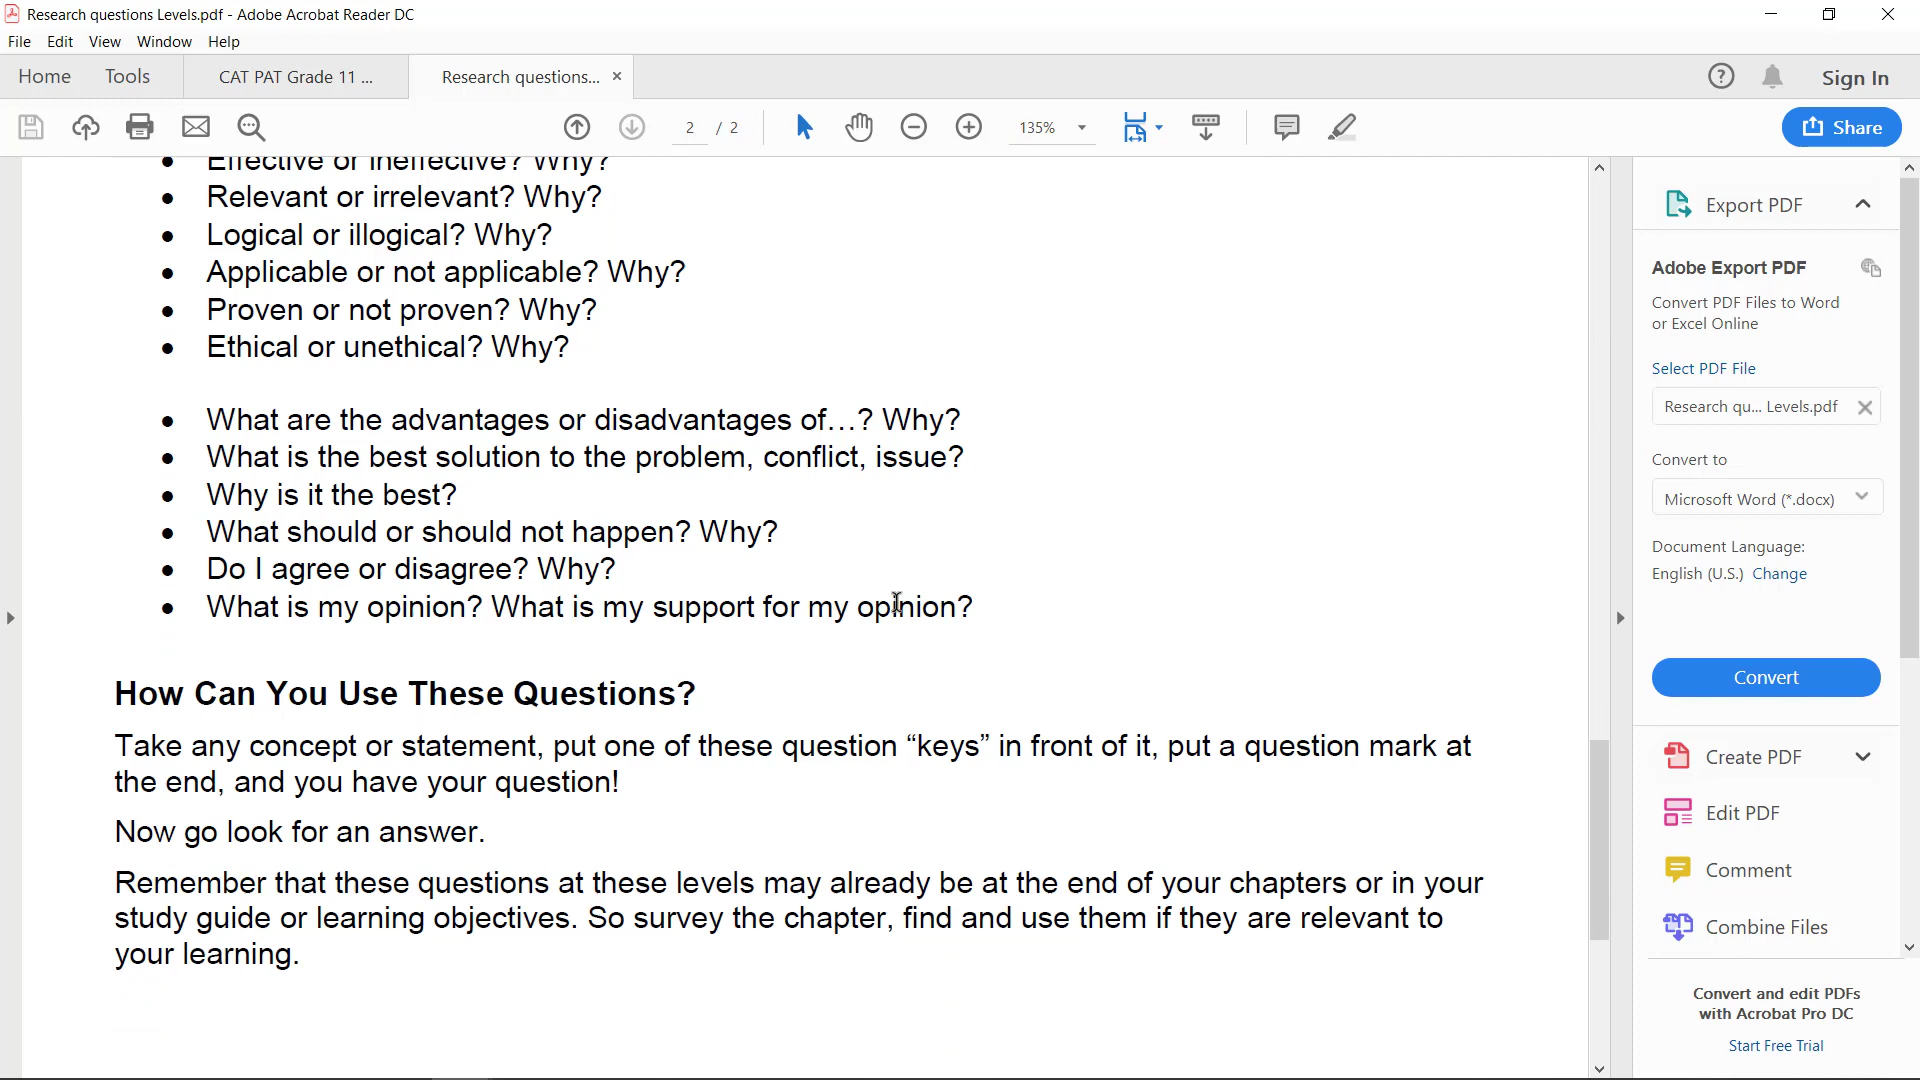 Research questions Levels.pdf - Adobe Acrobat Reader DC
File Edit View Window Help
Home Tools CAT PAT Grade 11 ... Research questions... ×
Sign In
2 / 2 135% Share
• Effective or ineffective? Why?
• Relevant or irrelevant? Why?
• Logical or illogical? Why?
• Applicable or not applicable? Why?
• Proven or not proven? Why?
• Ethical or unethical? Why?
• What are the advantages or disadvantages of…? Why?
• What is the best solution to the problem, conflict, issue?
• Why is it the best?
• What should or should not happen? Why?
• Do I agree or disagree? Why?
• What is my opinion? What is my support for my opinion?
How Can You Use These Questions?
Take any concept or statement, put one of these question “keys” in front of it, put a question mark at
the end, and you have your question!
Now go look for an answer.
Remember that these questions at these levels may already be at the end of your chapters or in your
study guide or learning objectives. So survey the chapter, find and use them if they are relevant to
your learning.
Export PDF
Adobe Export PDF
Convert PDF Files to Word
or Excel Online
Select PDF File
Research qu... Levels.pdf
Convert to
Microsoft Word (*.docx)
Document Language:
English (U.S.) Change
Convert
Create PDF
Edit PDF
Comment
Combine Files
Convert and edit PDFs
with Acrobat Pro DC
Start Free Trial